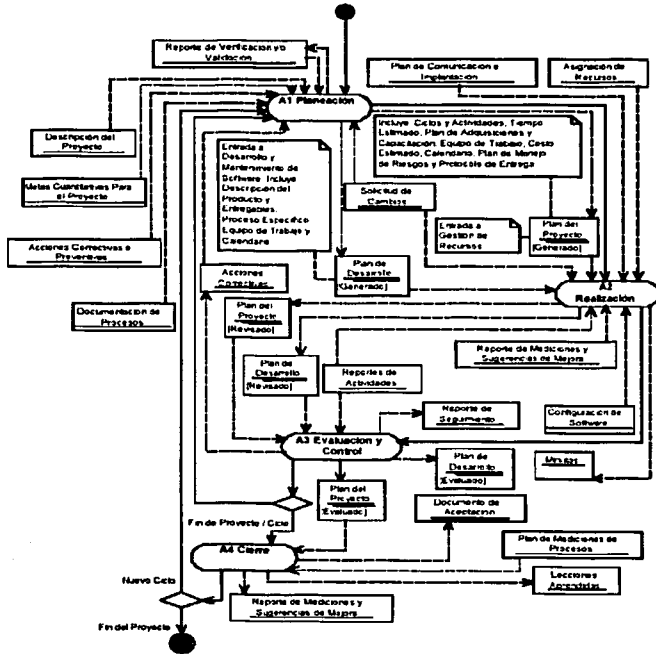 Reporte de Verificación y/o
Validación
Plan de Comunicación e
Implantación
Asignación de
Recursos
A1 Planeación
Descripción del
Proyecto
Entrada a
Desarrollo y
Mantenimiento de
Software. Incluye
Descripción del
Producto y
Entregables,
Proceso Específico
Equipo de Trabajo y
Calendario
Incluye Ciclos y Actividades, Tiempo
Estimado, Plan de Adquisiciones y
Capacitación, Equipo de Trabajo, Costo
Estimado, Calendario, Plan de Manejo
de Riesgos y Protocolo de Entrega
Metas Cuantitativas Para
el Proyecto
Solicitud de
Cambios
Entrada a
Gestión de
Recursos
Plan del
Proyecto
[Generado]
Acciones Correctivas o
Preventivas
Acciones
Correctivas
Plan de
Desarrollo
[Generado]
A2
Realización
Documentación de
Procesos
Plan del
Proyecto
[Revisado]
Reporte de Mediciones y
Sugerencias de Mejora
Plan de
Desarrollo
[Revisado]
Reportes de
Actividades
Reporte de
Seguimiento
Configuración de
Software
A3 Evaluacion y
Control
Plan de
Desarrollo
[Evaluado]
Minutas
Plan del
Proyecto
[Evaluado]
Documento de
Aceptación
Fin de Proyecto / Ciclo
A4 Cierre
Plan de Mediciones de
Procesos
Lecciones
Aprendidas
Nuevo Ciclo
Reporte de Mediciones y
Sugerencias de Mejora
Fin del Proyecto